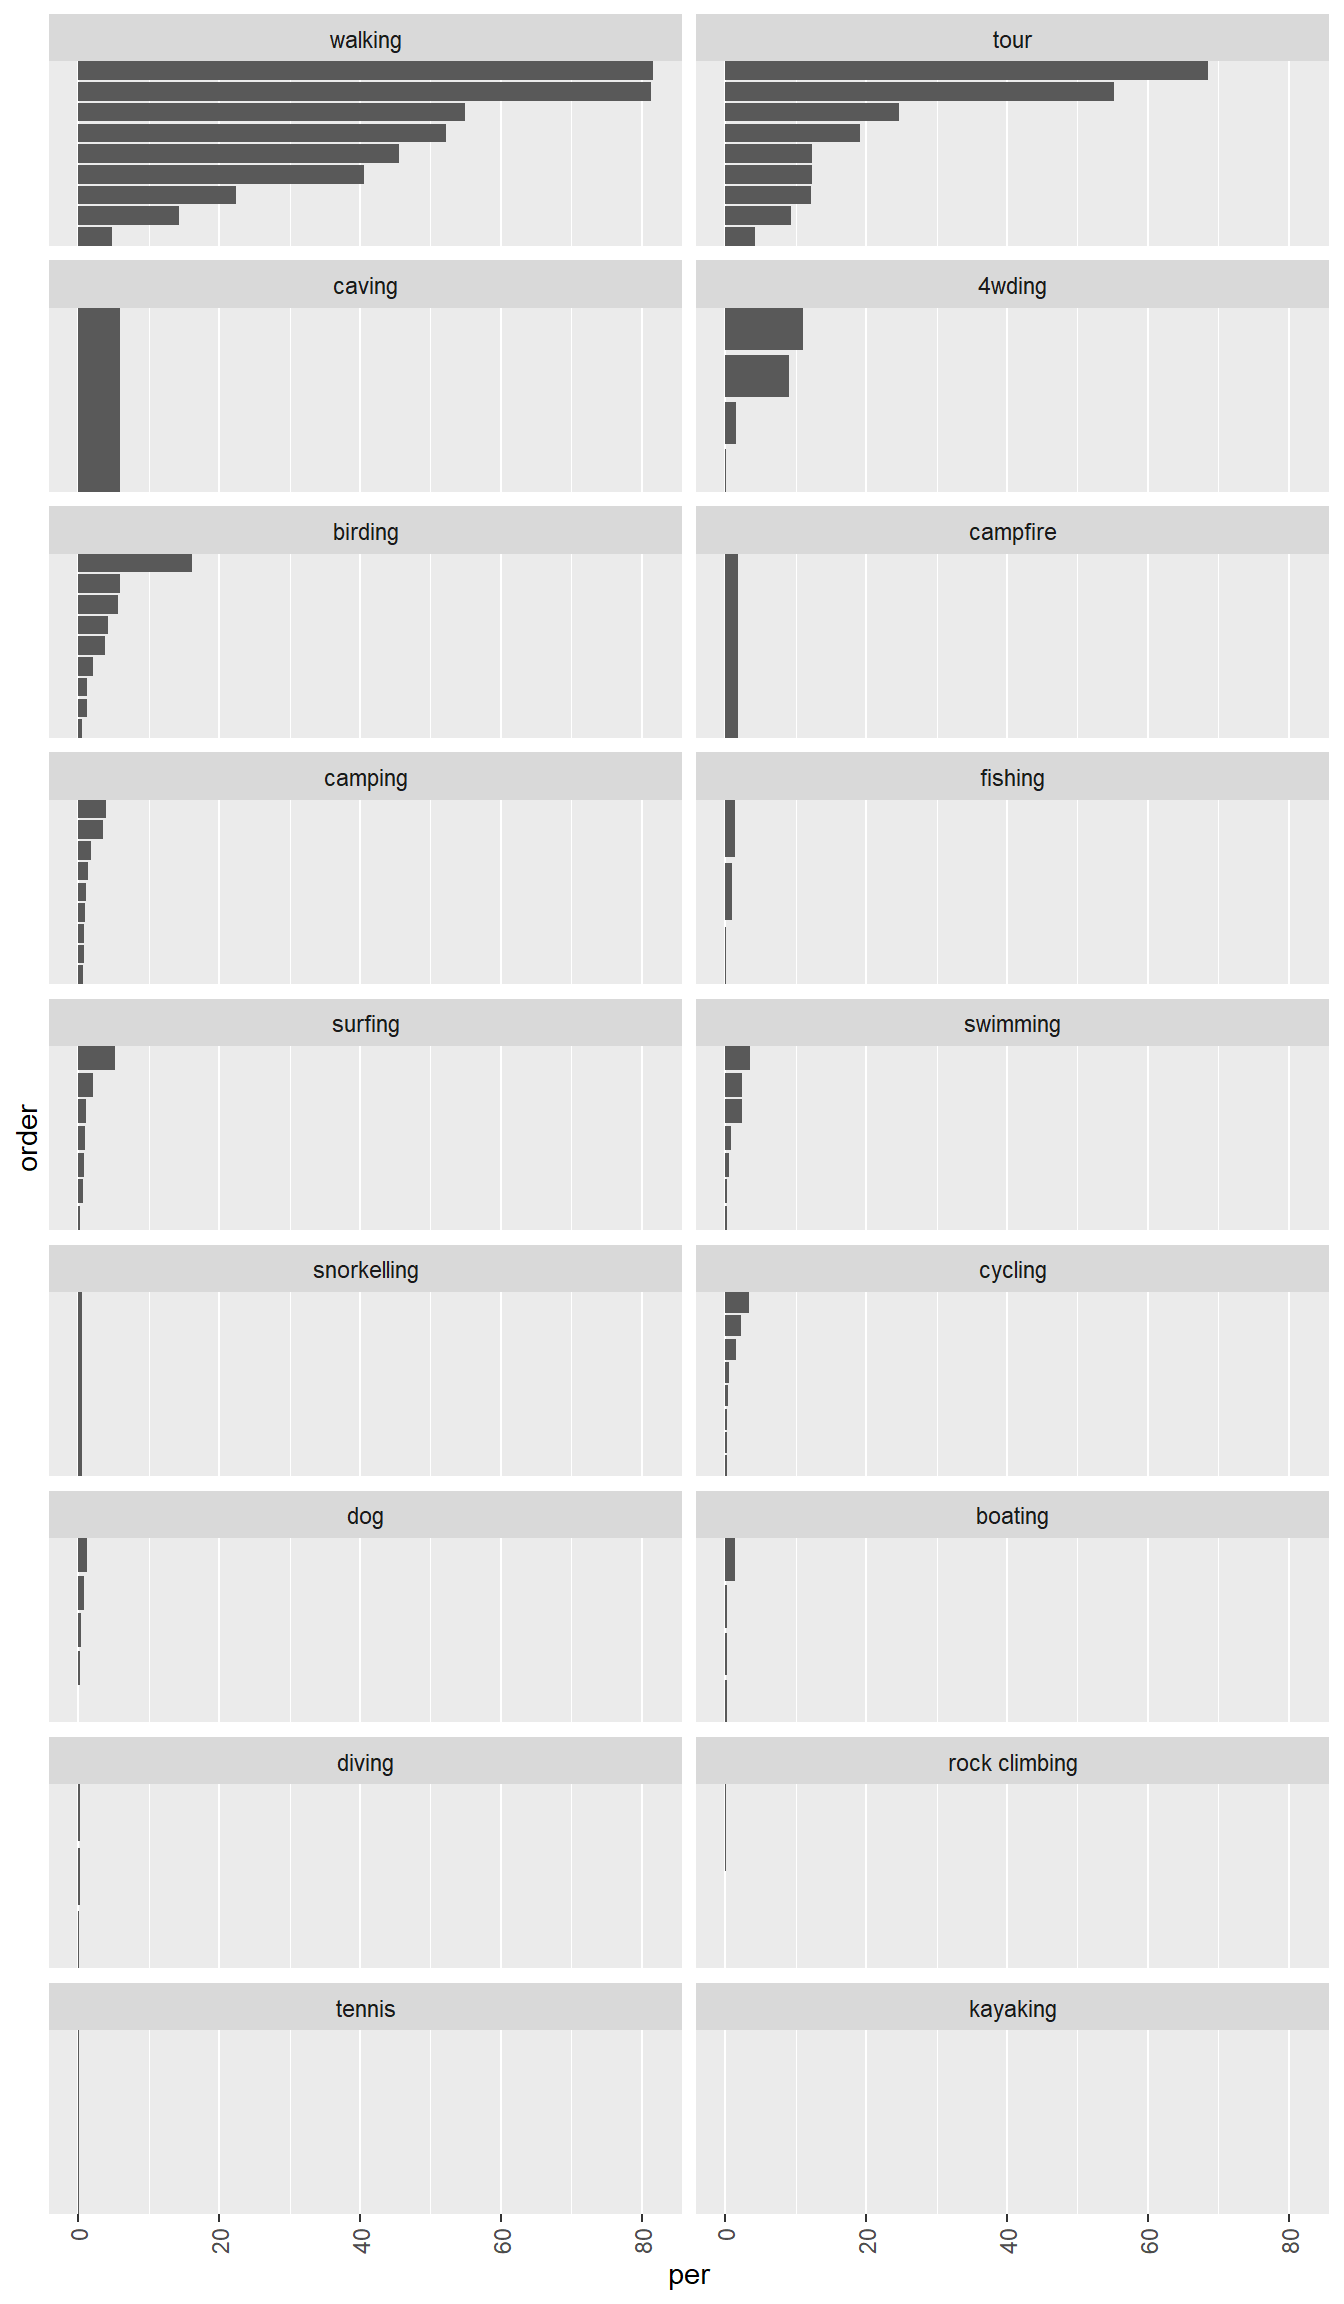 walking
tour
caving
4wding
birding
campfire
camping
fishing
surfing
swimming
order
snorkelling
cycling
dog
boating
diving
rock climbing
tennis
kayaking
0 20 40 60 80 0 20 40 60 80
per